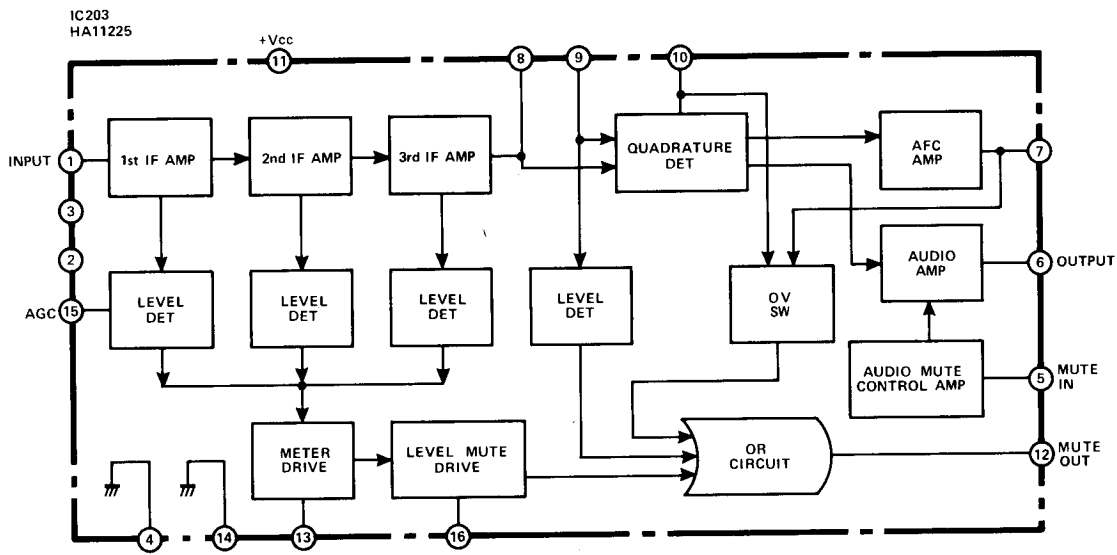 IC203
HA11225
+Vcc
11
8
9
10
INPUT
1
1st IF AMP
2nd IF AMP
3rd IF AMP
QUADRATURE
DET
AFC
AMP
7
3
2
AUDIO
AMP
6
OUTPUT
AGC
15
LEVEL
DET
LEVEL
DET
LEVEL
DET
LEVEL
DET
OV
SW
AUDIO MUTE
CONTROL AMP
5
MUTE
IN
METER
DRIVE
LEVEL MUTE
DRIVE
OR
CIRCUIT
12
MUTE
OUT
4
14
13
16